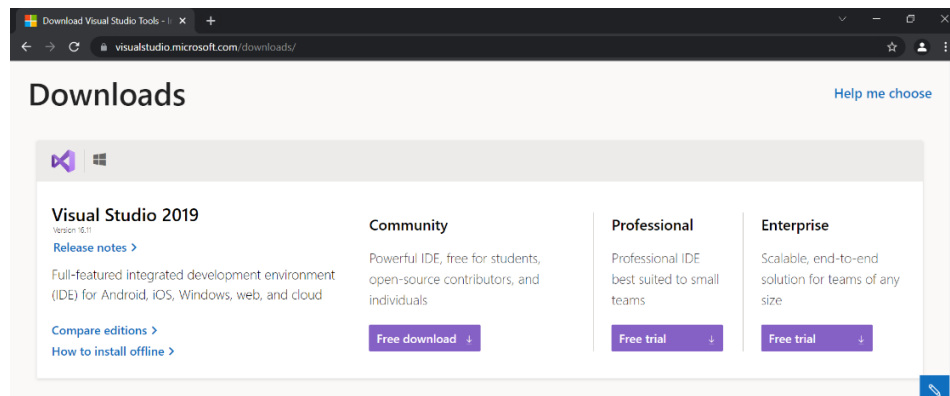 Download Visual Studio Tools - I
visualstudio.microsoft.com/downloads/
Downloads
Help me choose
Visual Studio 2019
Version 16.11
Release notes >
Full-featured integrated development environment
(IDE) for Android, iOS, Windows, web, and cloud
Compare editions >
How to install offline >
Community
Powerful IDE, free for students,
open-source contributors, and
individuals
Free download
Professional
Professional IDE
best suited to small
teams
Free trial
Enterprise
Scalable, end-to-end
solution for teams of any
size
Free trial